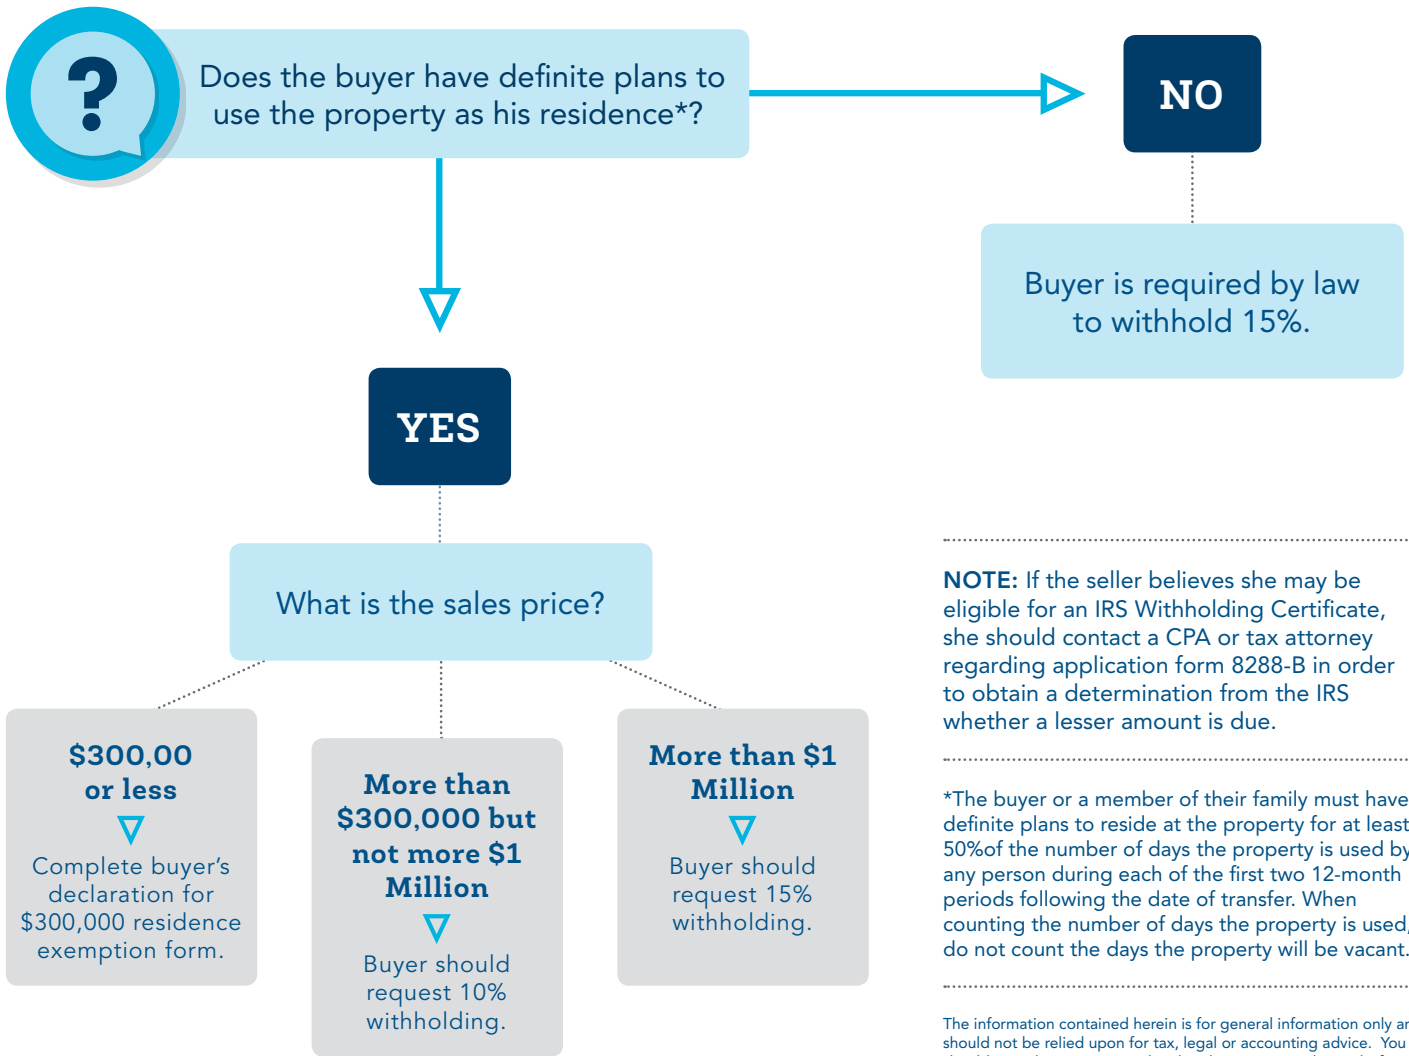 ?
Does the buyer have definite plans to
use the property as his residence*?
NO
Buyer is required by law
to withhold 15%.
YES
What is the sales price?
$300,00
or less
Complete buyer's
declaration for
$300,000 residence
exemption form.
More than
$300,000 but
not more $1
Million
Buyer should
request 10%
withholding.
More than $1
Million
Buyer should
request 15%
withholding.
NOTE: If the seller believes she may be
eligible for an IRS Withholding Certificate,
she should contact a CPA or tax attorney
regarding application form 8288-B in order
to obtain a determination from the IRS
whether a lesser amount is due.
*The buyer or a member of their family must have
definite plans to reside at the property for at least
50%of the number of days the property is used by
any person during each of the first two 12-month
periods following the date of transfer. When
counting the number of days the property is used,
do not count the days the property will be vacant.
The information contained herein is for general information only
should not be relied upon for tax, legal or accounting advice. You